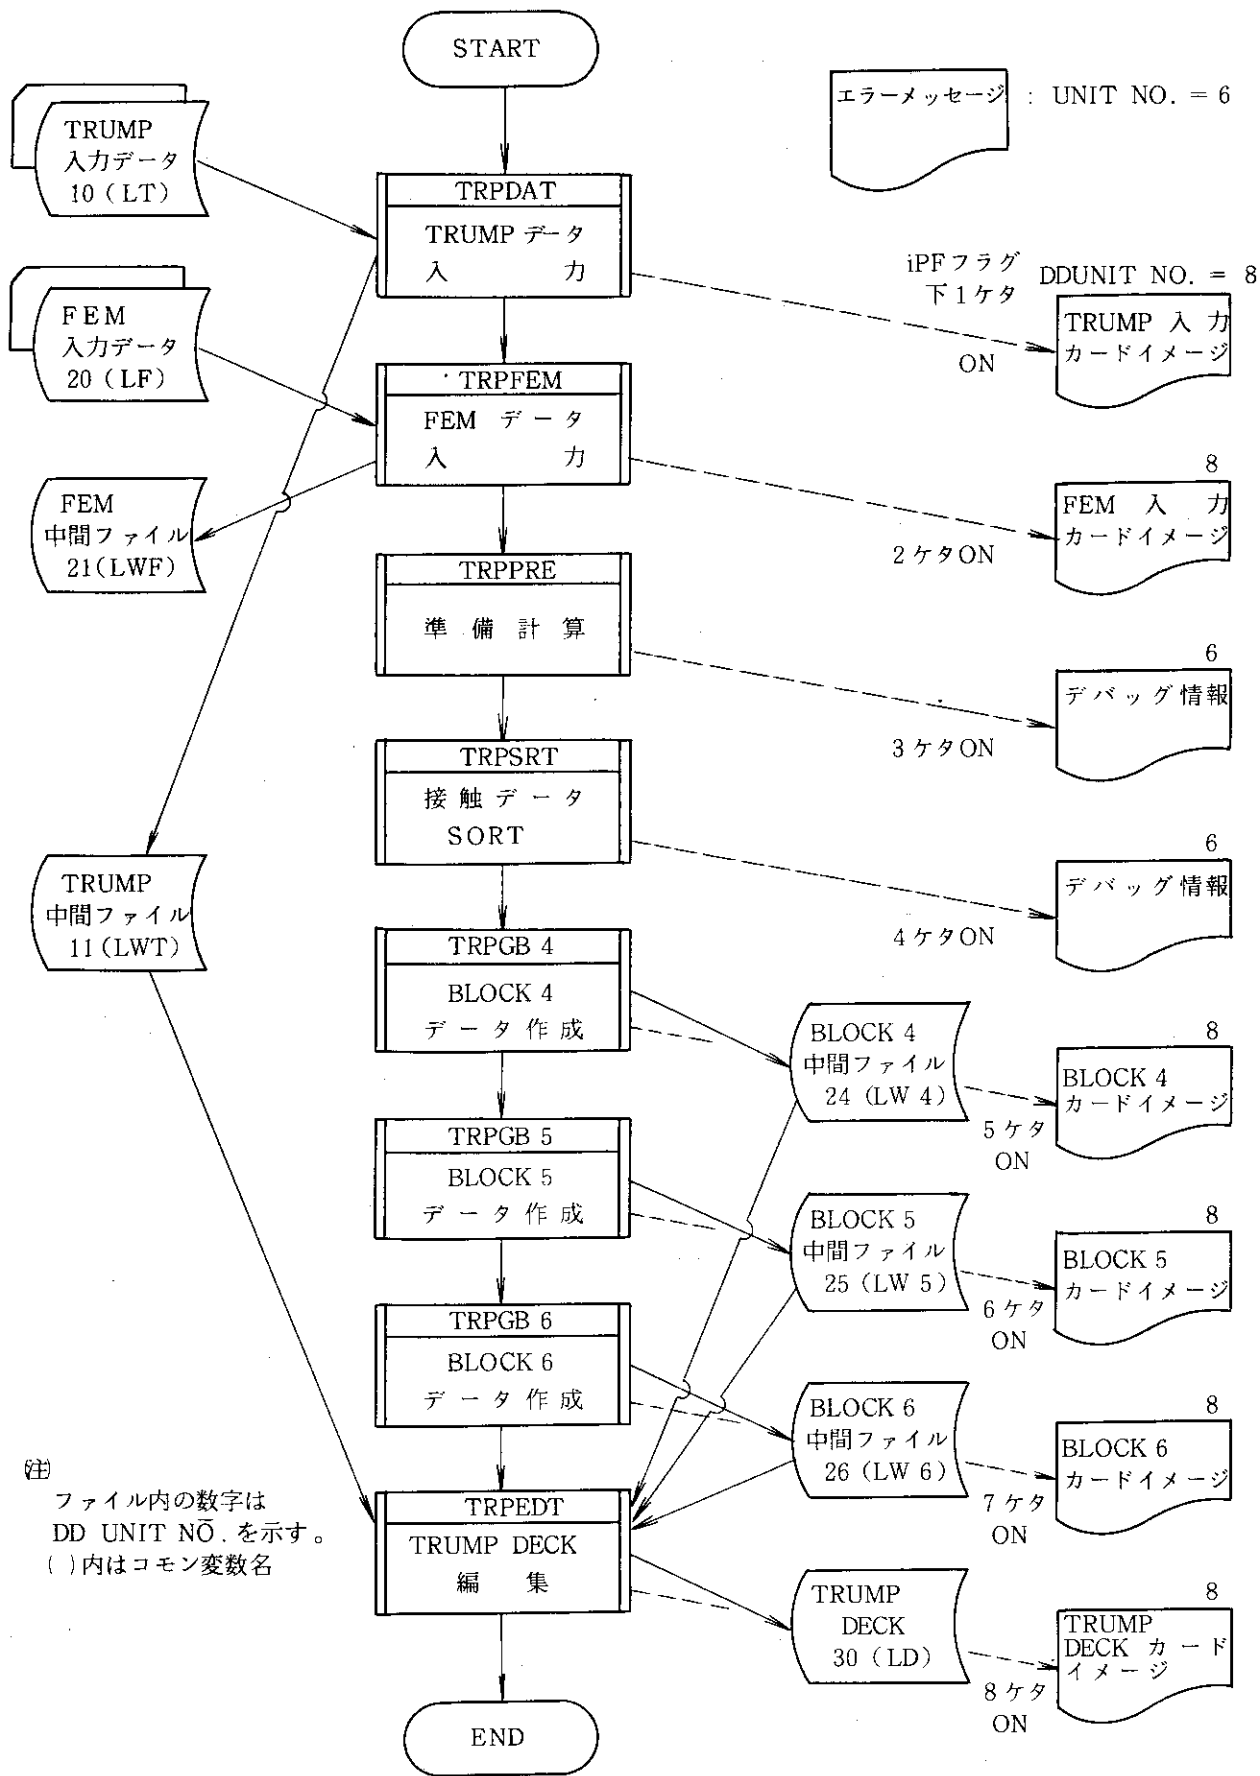 START
エラーメッセージ : UNIT NO. = 6
TRUMP
入力データ
10 (LT)
TRPDAT
TRUMP データ
入 力
iPFフラグ
下1ケタ
DDUNIT NO. = 8
TRUMP 入 力
カードイメージ
ON
FEM
入力データ
20 (LF)
TRPFEM
FEM データ
入 力
8
FEM 入 力
カードイメージ
2ケタON
FEM
中間ファイル
21(LWF)
TRPPRE
準 備 計 算
6
デバッグ情報
3ケタON
TRPSRT
接 触 デ ー タ
SORT
6
デバッグ情報
4ケタON
TRUMP
中間ファイル
11(LWT)
TRPGB 4
BLOCK 4
デ ー タ 作 成
BLOCK 4
中間ファイル
24 (LW 4)
8
BLOCK 4
カードイメージ
5ケタ
ON
TRPGB 5
BLOCK 5
デ ー タ 作 成
BLOCK 5
中間ファイル
25 (LW 5)
8
BLOCK 5
カードイメージ
6ケタ
ON
TRPGB 6
BLOCK 6
デ ー タ 作 成
BLOCK 6
中間ファイル
26 (LW 6)
8
BLOCK 6
カードイメージ
7ケタ
ON
(注)
ファイル内の数字は
DD UNIT NŌ. を示す。
( )内はコモン変数名
TRPEDT
TRUMP DECK
編 集
TRUMP
DECK
30 (LD)
8
TRUMP
DECK カード
イメージ
8ケタ
ON
END